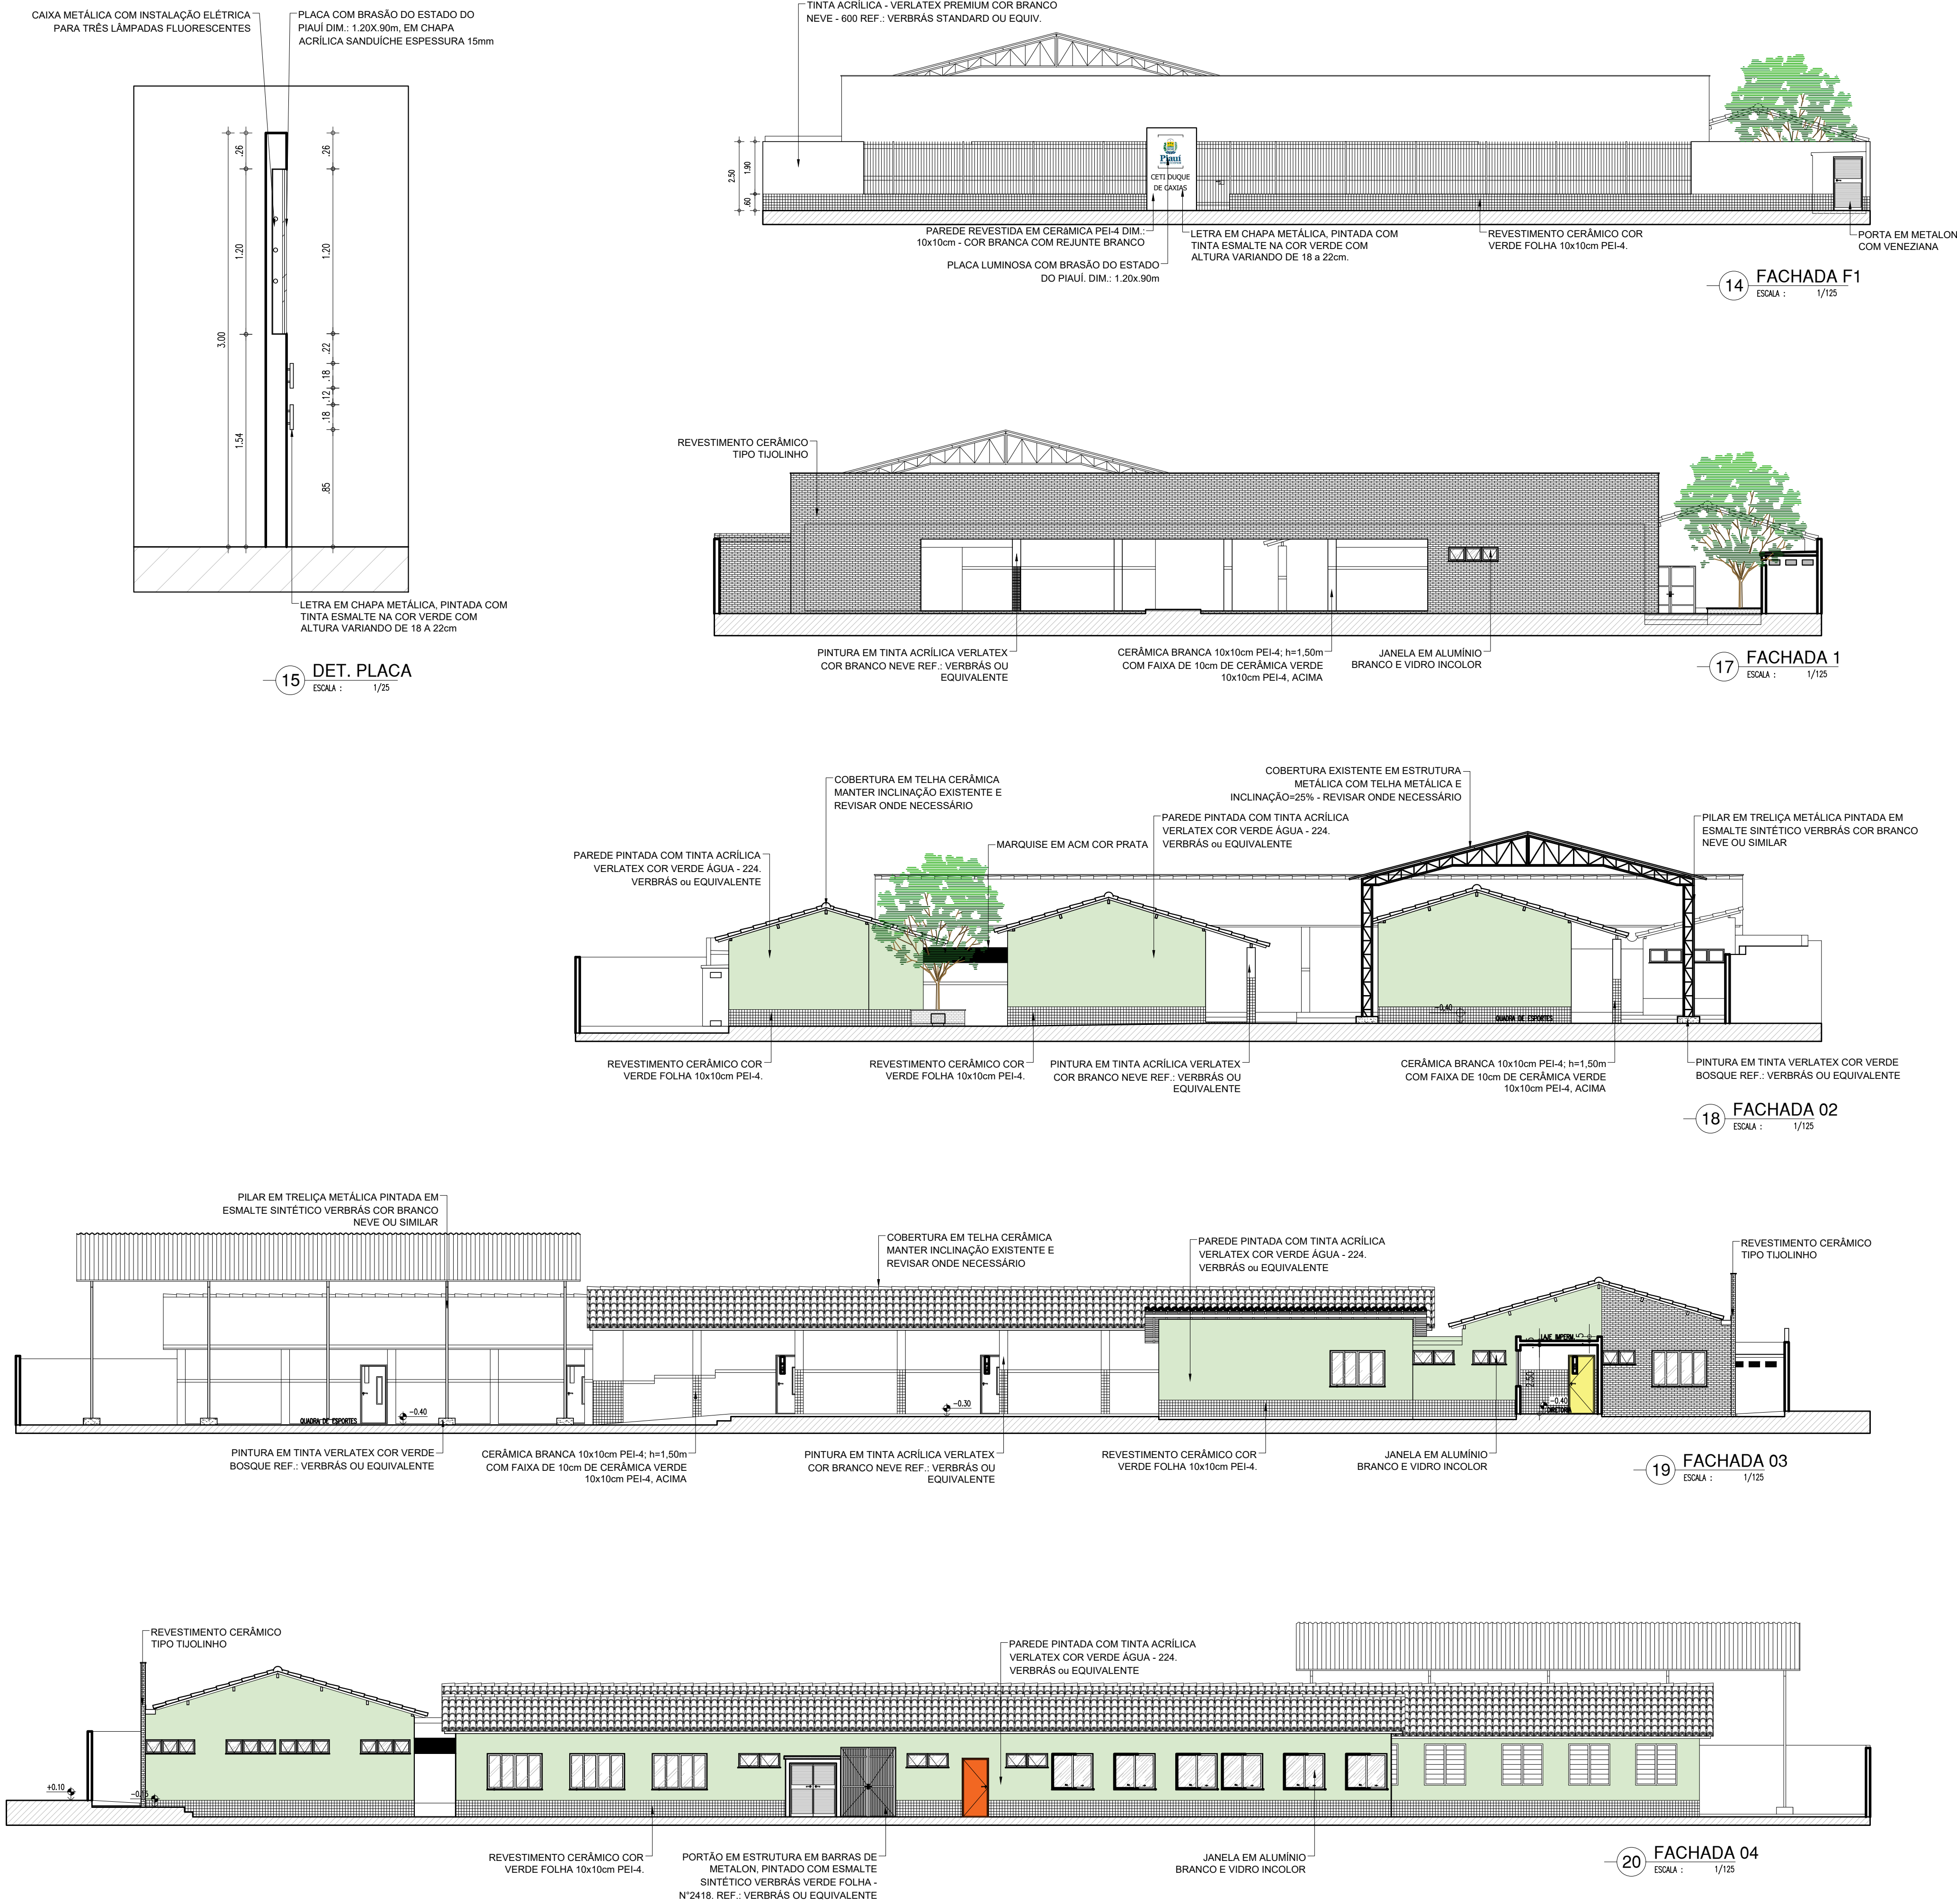 CAIXA METÁLICA COM INSTALAÇÃO ELÉTRICA
PARA TRÊS LÂMPADAS FLUORESCENTES
PLACA COM BRASÃO DO ESTADO DO
PIAUÍ DIM.: 1.20X.90m, EM CHAPA
ACRÍLICA SANDUÍCHE ESPESSURA 15mm
.26
1.20
3.00
1.54
.26
1.20
.22
.18
.12
.18
.85
LETRA EM CHAPA METÁLICA, PINTADA COM
TINTA ESMALTE NA COR VERDE COM
ALTURA VARIANDO DE 18 A 22cm
15
DET. PLACA
ESCALA : 1/25
TINTA ACRÍLICA - VERLATEX PREMIUM COR BRANCO
NEVE - 600 REF.: VERBRÁS STANDARD OU EQUIV.
2.50
1.90
.60
Piauí
CETI DUQUE
DE CAXIAS
PAREDE REVESTIDA EM CERâMICA PEI-4 DIM.:
10x10cm - COR BRANCA COM REJUNTE BRANCO
PLACA LUMINOSA COM BRASÃO DO ESTADO
DO PIAUÍ. DIM.: 1.20x.90m
LETRA EM CHAPA METÁLICA, PINTADA COM
TINTA ESMALTE NA COR VERDE COM
ALTURA VARIANDO DE 18 a 22cm.
REVESTIMENTO CERÂMICO COR
VERDE FOLHA 10x10cm PEI-4.
PORTA EM METALON
COM VENEZIANA
14
FACHADA F1
ESCALA : 1/125
REVESTIMENTO CERÂMICO
TIPO TIJOLINHO
PINTURA EM TINTA ACRÍLICA VERLATEX
COR BRANCO NEVE REF.: VERBRÁS OU
EQUIVALENTE
CERÂMICA BRANCA 10x10cm PEI-4; h=1,50m
COM FAIXA DE 10cm DE CERÂMICA VERDE
10x10cm PEI-4, ACIMA
JANELA EM ALUMÍNIO
BRANCO E VIDRO INCOLOR
17
FACHADA 1
ESCALA : 1/125
COBERTURA EM TELHA CERÂMICA
MANTER INCLINAÇÃO EXISTENTE E
REVISAR ONDE NECESSÁRIO
COBERTURA EXISTENTE EM ESTRUTURA
METÁLICA COM TELHA METÁLICA E
INCLINAÇÃO=25% - REVISAR ONDE NECESSÁRIO
PAREDE PINTADA COM TINTA ACRÍLICA
VERLATEX COR VERDE ÁGUA - 224.
VERBRÁS ou EQUIVALENTE
MARQUISE EM ACM COR PRATA
PAREDE PINTADA COM TINTA ACRÍLICA
VERLATEX COR VERDE ÁGUA - 224.
VERBRÁS ou EQUIVALENTE
PILAR EM TRELIÇA METÁLICA PINTADA EM
ESMALTE SINTÉTICO VERBRÁS COR BRANCO
NEVE OU SIMILAR
-0.40
QUADRA DE ESPORTES
REVESTIMENTO CERÂMICO COR
VERDE FOLHA 10x10cm PEI-4.
REVESTIMENTO CERÂMICO COR
VERDE FOLHA 10x10cm PEI-4.
PINTURA EM TINTA ACRÍLICA VERLATEX
COR BRANCO NEVE REF.: VERBRÁS OU
EQUIVALENTE
CERÂMICA BRANCA 10x10cm PEI-4; h=1,50m
COM FAIXA DE 10cm DE CERÂMICA VERDE
10x10cm PEI-4, ACIMA
PINTURA EM TINTA VERLATEX COR VERDE
BOSQUE REF.: VERBRÁS OU EQUIVALENTE
18
FACHADA 02
ESCALA : 1/125
PILAR EM TRELIÇA METÁLICA PINTADA EM
ESMALTE SINTÉTICO VERBRÁS COR BRANCO
NEVE OU SIMILAR
COBERTURA EM TELHA CERÂMICA
MANTER INCLINAÇÃO EXISTENTE E
REVISAR ONDE NECESSÁRIO
PAREDE PINTADA COM TINTA ACRÍLICA
VERLATEX COR VERDE ÁGUA - 224.
VERBRÁS ou EQUIVALENTE
REVESTIMENTO CERÂMICO
TIPO TIJOLINHO
LAJE IMPERM.
2.50
QUADRA DE ESPORTES
-0.40
-0.30
-0.40
DIRETORIA
PINTURA EM TINTA VERLATEX COR VERDE
BOSQUE REF.: VERBRÁS OU EQUIVALENTE
CERÂMICA BRANCA 10x10cm PEI-4; h=1,50m
COM FAIXA DE 10cm DE CERÂMICA VERDE
10x10cm PEI-4, ACIMA
PINTURA EM TINTA ACRÍLICA VERLATEX
COR BRANCO NEVE REF.: VERBRÁS OU
EQUIVALENTE
REVESTIMENTO CERÂMICO COR
VERDE FOLHA 10x10cm PEI-4.
JANELA EM ALUMÍNIO
BRANCO E VIDRO INCOLOR
19
FACHADA 03
ESCALA : 1/125
REVESTIMENTO CERÂMICO
TIPO TIJOLINHO
PAREDE PINTADA COM TINTA ACRÍLICA
VERLATEX COR VERDE ÁGUA - 224.
VERBRÁS ou EQUIVALENTE
+0.10
REVESTIMENTO CERÂMICO COR
VERDE FOLHA 10x10cm PEI-4.
PORTÃO EM ESTRUTURA EM BARRAS DE
METALON, PINTADO COM ESMALTE
SINTÉTICO VERBRÁS VERDE FOLHA -
N°2418. REF.: VERBRÁS OU EQUIVALENTE
JANELA EM ALUMÍNIO
BRANCO E VIDRO INCOLOR
20
FACHADA 04
ESCALA : 1/125